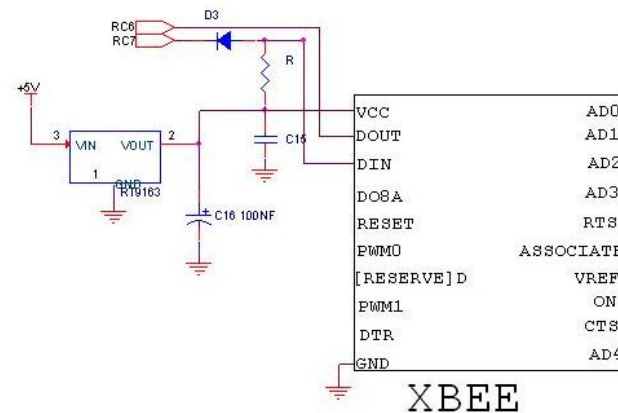 D3
RC6
RC7
R
+5V
3
VIN
VOUT
2
1
GND
RT9163
C15
C16 100NF
VCC
DOUT
DIN
DO8A
RESET
PWM0
[RESERVE]D
PWM1
DTR
GND
AD0
AD1
AD2
AD3
RTS
ASSOCIATE
VREF
ON
CTS
AD4
XBEE